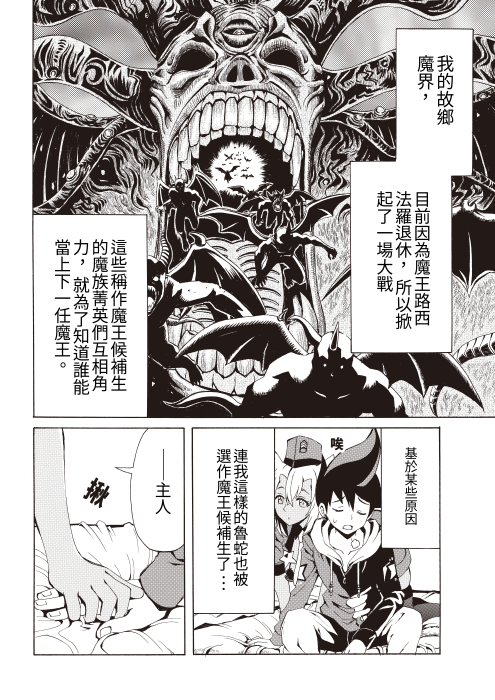 我的故鄉
魔界，
目前因為魔王路西
法羅退休，所以掀
起了一場大戰
這些稱作魔王候補生
的魔族菁英們互相角
力，就為了知道誰能
當上下一任魔王。
基於某些原因
唉
連我這樣的魯蛇也被
選作魔王候補生了…
——主人
揪